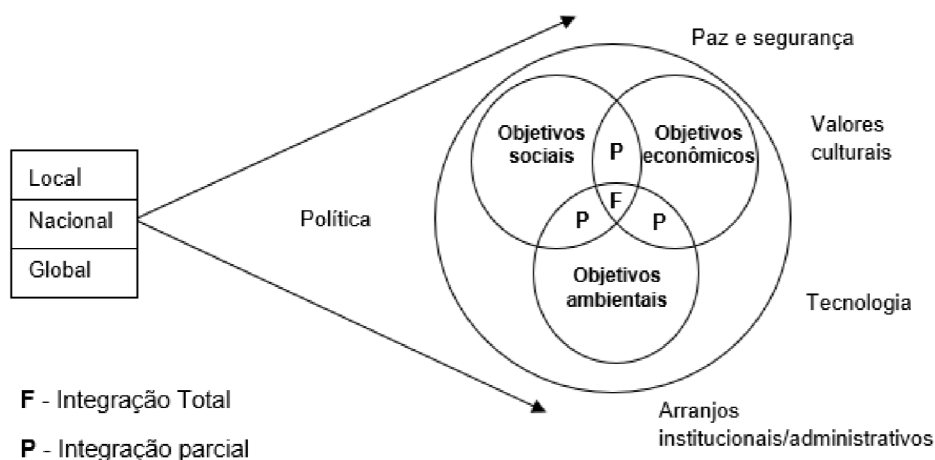 Paz e segurança
Objetivos
sociais
P
Objetivos
econômicos
Valores
culturais
Local
Nacional
Global
Política
P
F
P
Objetivos
ambientais
Tecnologia
F - Integração Total
P - Integração parcial
Arranjos
institucionais/administrativos